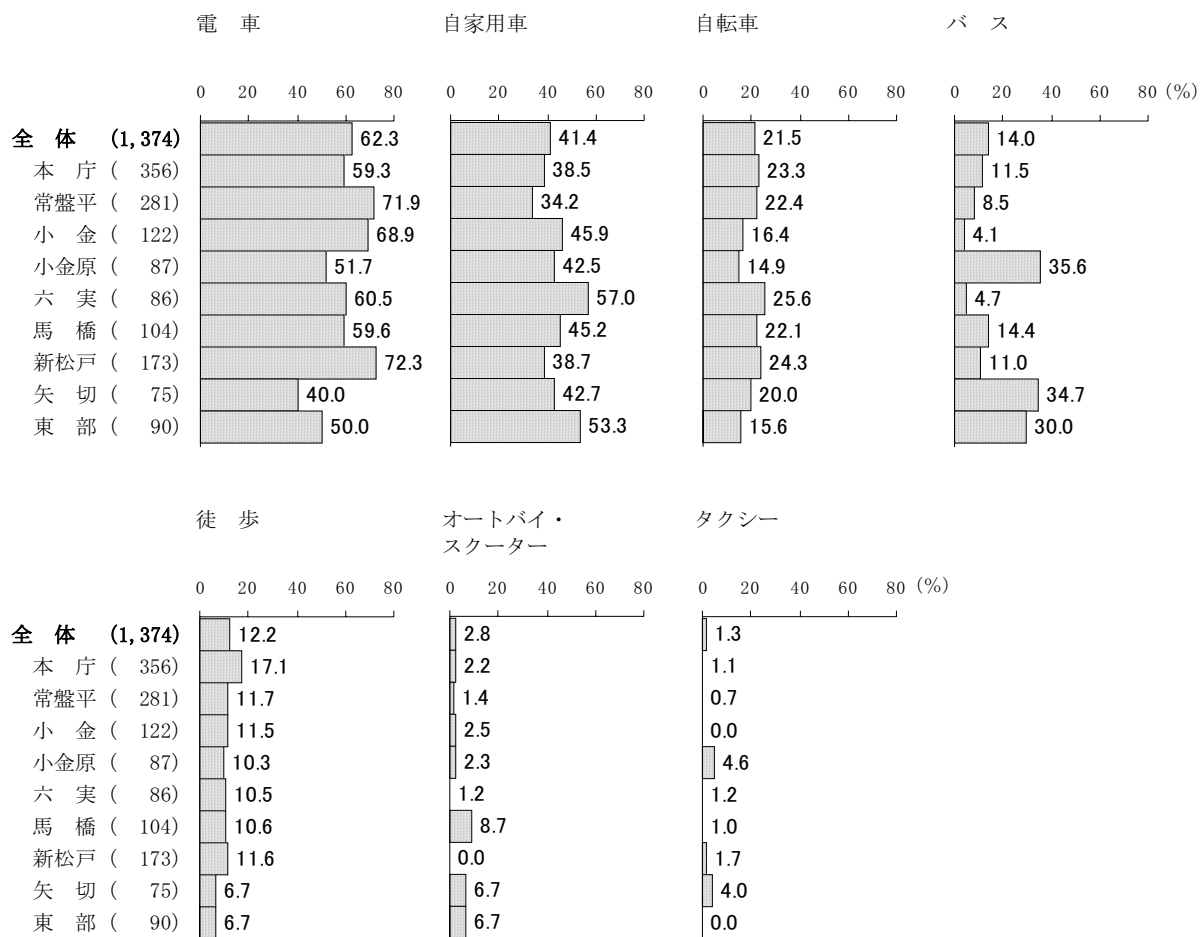 電 車 自家用車 自転車 バ ス
0 20 40 60 80 0 20 40 60 80 0 20 40 60 80 0 20 40 60 80 (%)
全 体 (1,374) 62.3 41.4 21.5 14.0
本 庁 ( 356) 59.3 38.5 23.3 11.5
常盤平 ( 281) 71.9 34.2 22.4 8.5
小 金 ( 122) 68.9 45.9 16.4 4.1
小金原 ( 87) 51.7 42.5 14.9 35.6
六 実 ( 86) 60.5 57.0 25.6 4.7
馬 橋 ( 104) 59.6 45.2 22.1 14.4
新松戸 ( 173) 72.3 38.7 24.3 11.0
矢 切 ( 75) 40.0 42.7 20.0 34.7
東 部 ( 90) 50.0 53.3 15.6 30.0
徒 歩 オートバイ・ タクシー
スクーター
0 20 40 60 80 0 20 40 60 80 0 20 40 60 80 (%)
全 体 (1,374) 12.2 2.8 1.3
本 庁 ( 356) 17.1 2.2 1.1
常盤平 ( 281) 11.7 1.4 0.7
小 金 ( 122) 11.5 2.5 0.0
小金原 ( 87) 10.3 2.3 4.6
六 実 ( 86) 10.5 1.2 1.2
馬 橋 ( 104) 10.6 8.7 1.0
新松戸 ( 173) 11.6 0.0 1.7
矢 切 ( 75) 6.7 6.7 4.0
東 部 ( 90) 6.7 6.7 0.0